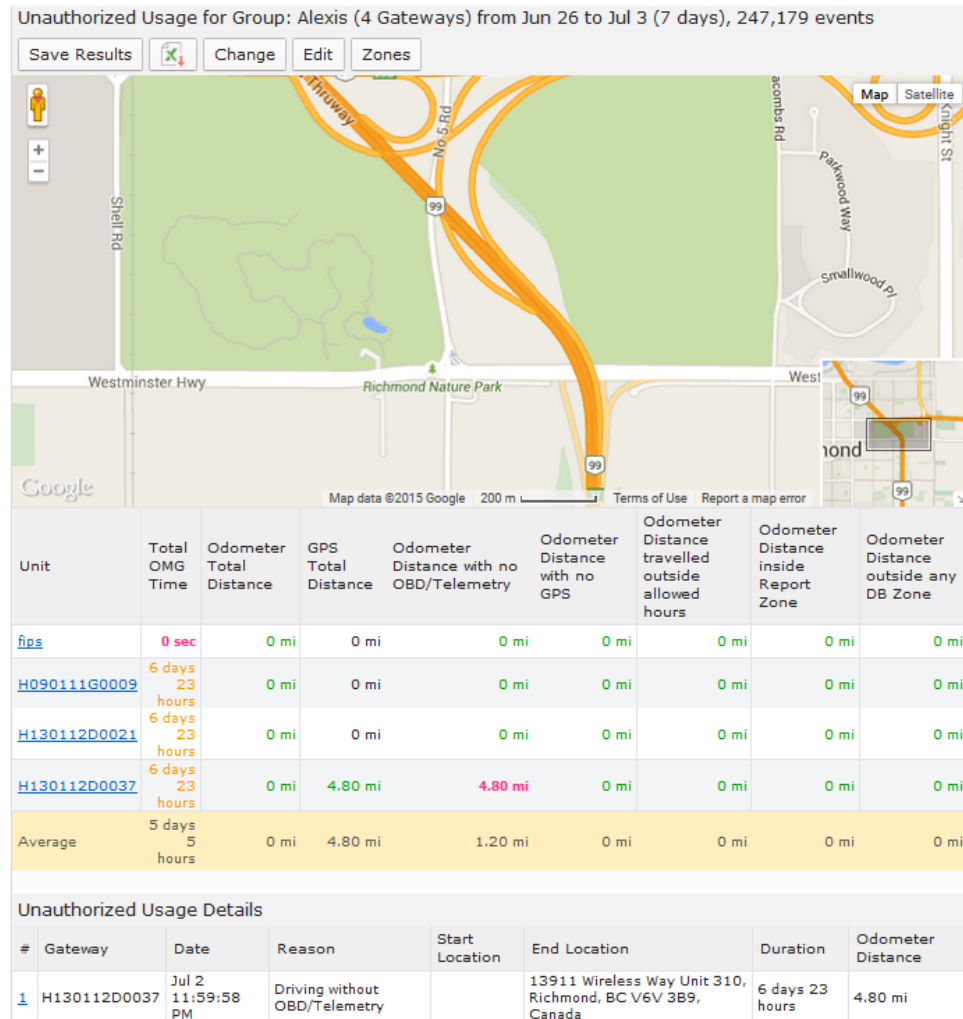 Unauthorized Usage for Group: Alexis (4 Gateways) from Jun 26 to Jul 3 (7 days), 247,179 events
Save Results Change Edit Zones
Map Satellite
Thruway
No 5 Rd
acombs Rd
Knight St
Parkwood Way
99
Shell Rd
Smallwood Pl
Westminster Hwy
Richmond Nature Park
West
99
mond
99
99
Google
Map data ©2015 Google 200 m Terms of Use Report a map error
Unit
Total
OMG
Time
Odometer
Total
Distance
GPS
Total
Distance
Odometer
Distance with no
OBD/Telemetry
Odometer
Distance
with no
GPS
Odometer
Distance
travelled
outside
allowed
hours
Odometer
Distance
inside
Report
Zone
Odometer
Distance
outside any
DB Zone
fips 0 sec 0 mi 0 mi 0 mi 0 mi 0 mi 0 mi 0 mi
H090111G0009 6 days
23
hours
0 mi 0 mi 0 mi 0 mi 0 mi 0 mi 0 mi
H130112D0021 6 days
23
hours
0 mi 0 mi 0 mi 0 mi 0 mi 0 mi 0 mi
H130112D0037 6 days
23
hours
0 mi 4.80 mi 4.80 mi 0 mi 0 mi 0 mi 0 mi
Average 5 days
5
hours
0 mi 4.80 mi 1.20 mi 0 mi 0 mi 0 mi 0 mi
Unauthorized Usage Details
# Gateway Date Reason
Start
Location
End Location Duration
Odometer
Distance
1 H130112D0037
Jul 2
11:59:58
PM
Driving without
OBD/Telemetry
13911 Wireless Way Unit 310,
Richmond, BC V6V 3B9,
Canada
6 days 23
hours
4.80 mi